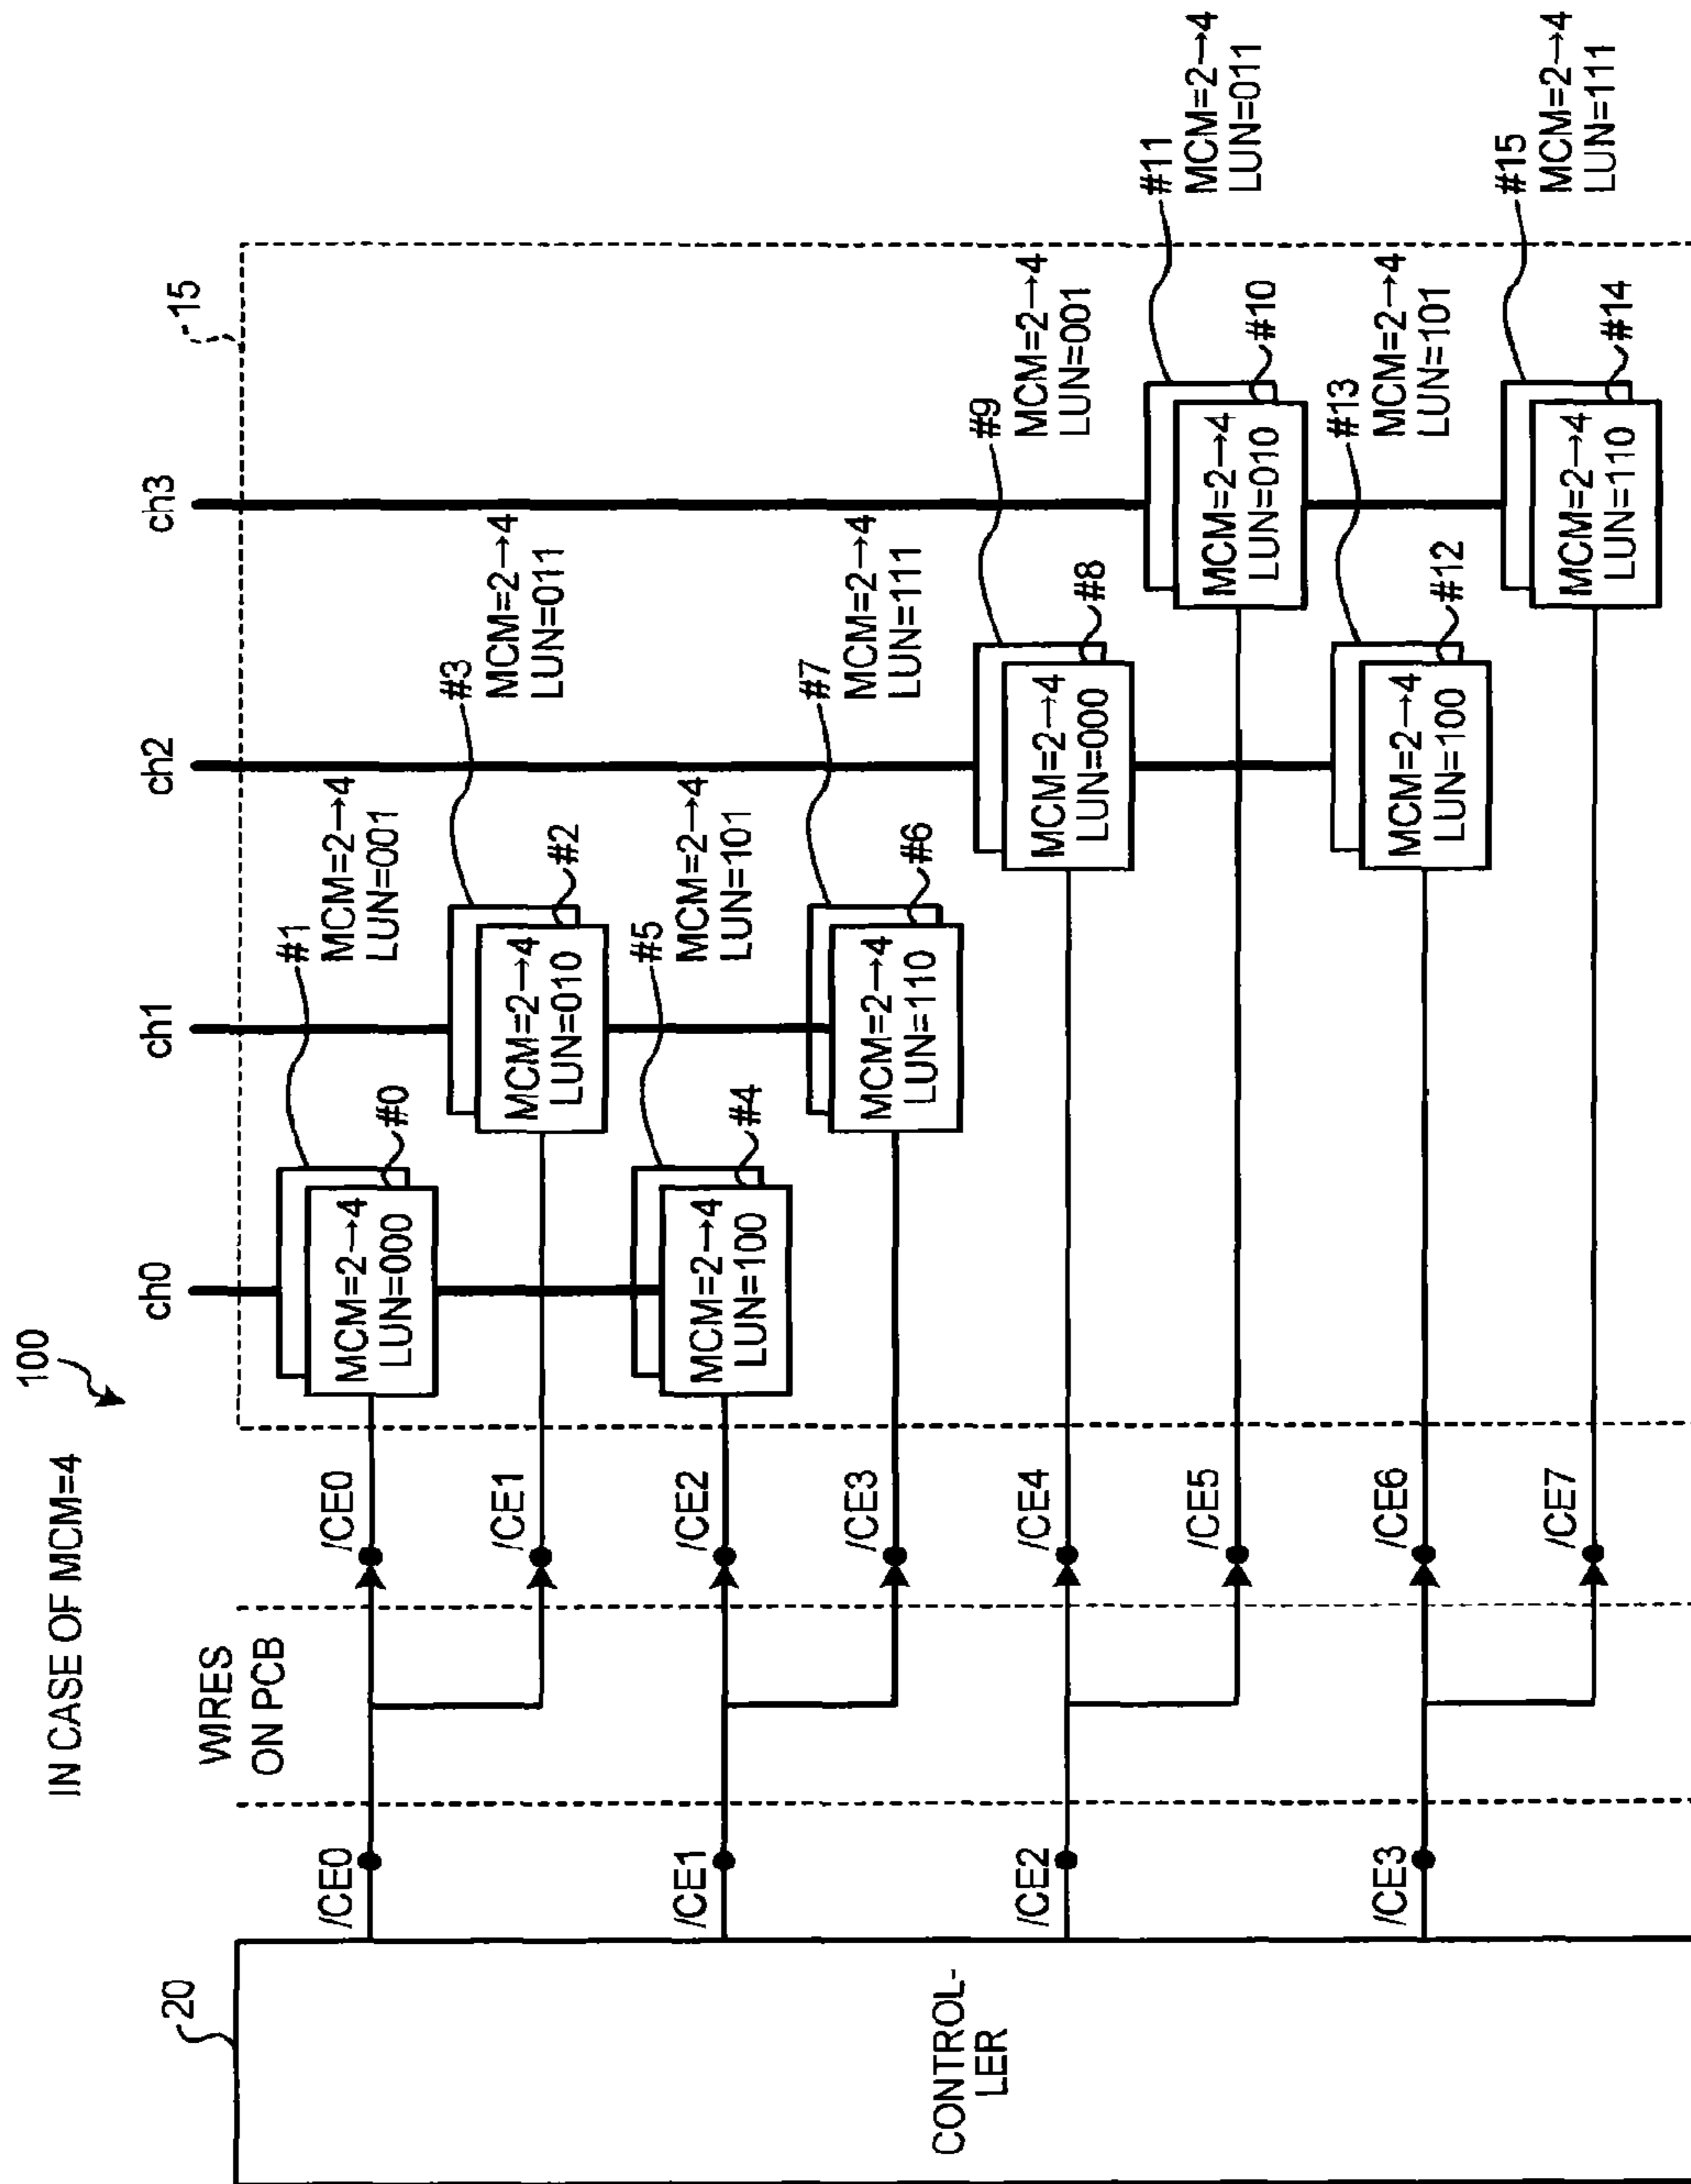 IN CASE OF MCM=4
100
ch0
ch1
ch2
ch3
15
20
CONTROL-
LER
WIRES
ON PCB
/CE0
/CE1
/CE2
/CE3
/CE0
/CE1
/CE2
/CE3
/CE4
/CE5
/CE6
/CE7
#1
MCM=2→4
LUN=001
MCM=2→4
LUN=000
#0
#3
MCM=2→4
LUN=011
MCM=2→4
LUN=010
#2
#5
MCM=2→4
LUN=101
MCM=2→4
LUN=100
#4
#7
MCM=2→4
LUN=111
MCM=2→4
LUN=110
#6
#9
MCM=2→4
LUN=001
MCM=2→4
LUN=000
#8
#11
MCM=2→4
LUN=011
MCM=2→4
LUN=010
#10
#13
MCM=2→4
LUN=101
MCM=2→4
LUN=100
#12
#15
MCM=2→4
LUN=111
MCM=2→4
LUN=110
#14